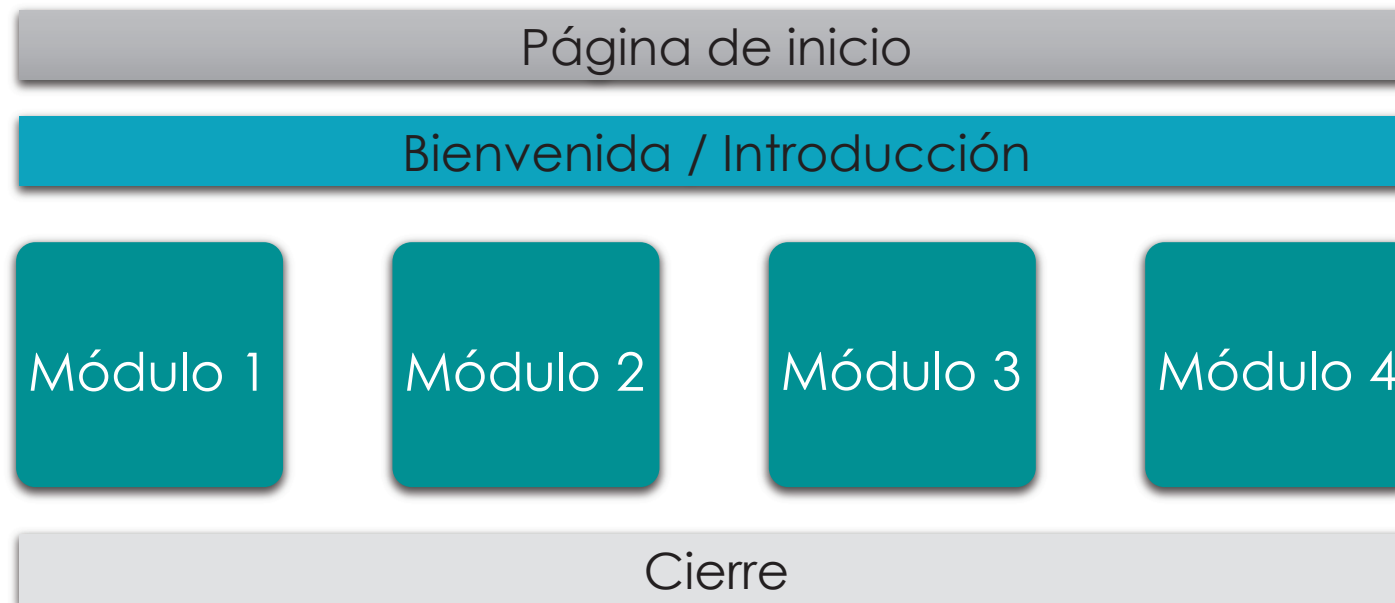 Página de inicio
Bienvenida / Introducción
Módulo 1
Módulo 2
Módulo 3
Módulo 4
Cierre